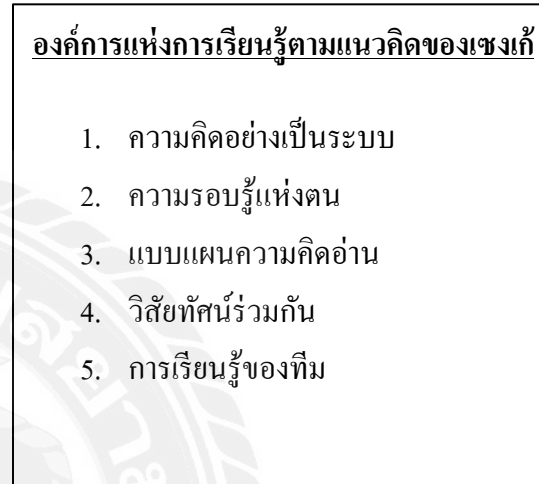 องค์การแห่งการเรียนรู้ตามแนวคิดของเซงเก้
1. ความคิดอย่างเป็นระบบ
2. ความรอบรู้แห่งตน
3. แบบแผนความคิดอ่าน
4. วิสัยทัศน์ร่วมกัน
5. การเรียนรู้ของทีม